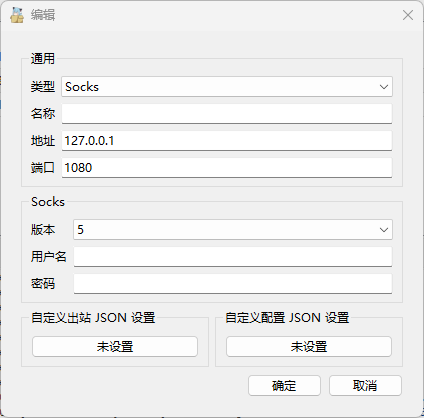 编辑
通用
类型 Socks
名称
地址 127.0.0.1
端口 1080
Socks
版本 5
用户名
密码
自定义出站 JSON 设置 自定义配置 JSON 设置
未设置 未设置
确定 取消